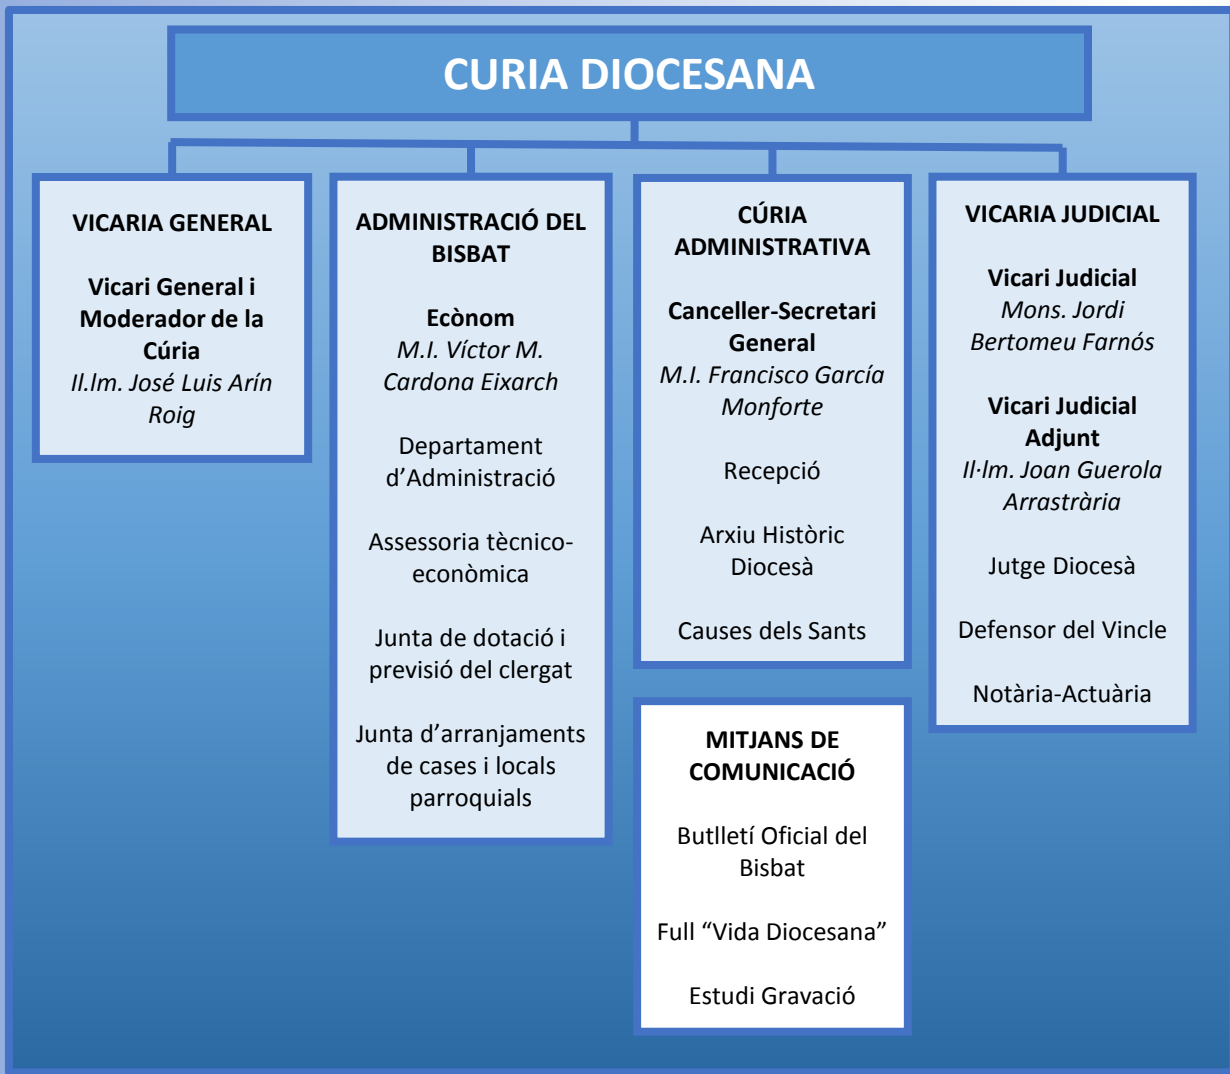 CURIA DIOCESANA
VICARIA GENERAL
Vicari General i
Moderador de la
Cúria
Il.lm. José Luis Arín
Roig
ADMINISTRACIÓ DEL
BISBAT
Ecònom
M.I. Víctor M.
Cardona Eixarch
Departament
d’Administració
Assessoria tècnico-
econòmica
Junta de dotació i
previsió del clergat
Junta d’arranjaments
de cases i locals
parroquials
CÚRIA
ADMINISTRATIVA
Canceller-Secretari
General
M.I. Francisco García
Monforte
Recepció
Arxiu Històric
Diocesà
Causes dels Sants
MITJANS DE
COMUNICACIÓ
Butlletí Oficial del
Bisbat
Full “Vida Diocesana”
Estudi Gravació
VICARIA JUDICIAL
Vicari Judicial
Mons. Jordi
Bertomeu Farnós
Vicari Judicial
Adjunt
Il·lm. Joan Guerola
Arrastrària
Jutge Diocesà
Defensor del Vincle
Notària-Actuària